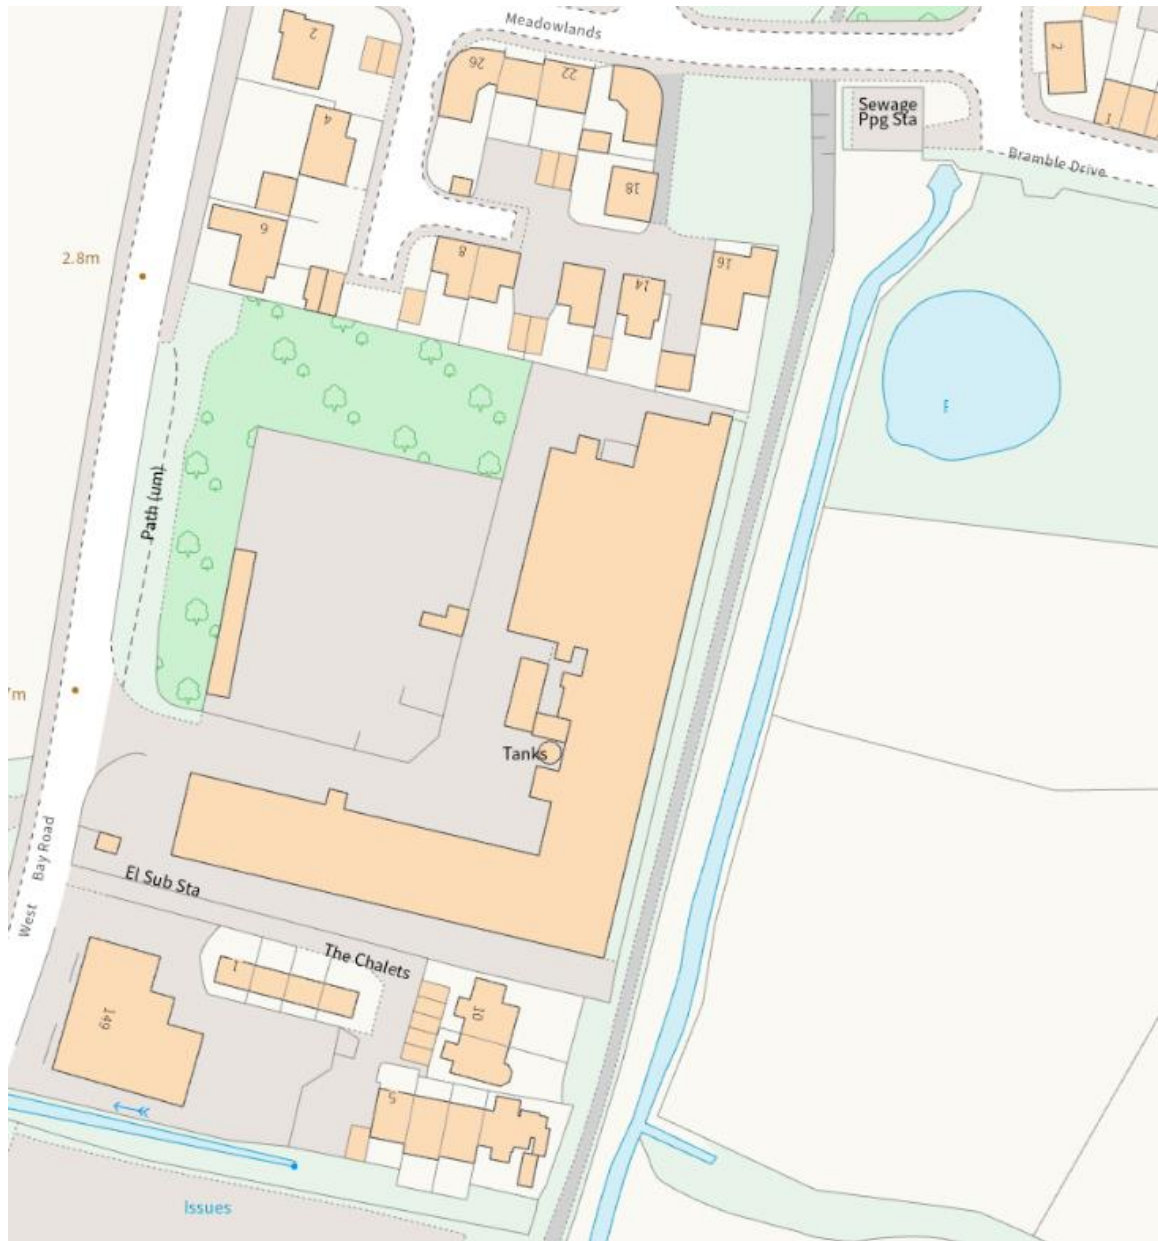 Meadowlands
2
26
22
2
4
Sewage
Ppg Sta
1
Bramble Drive
18
6
8
16
14
2.8m
Path (um)
7m
Tanks
West Bay Road
El Sub Sta
The Chalets
1
10
149
5
Issues